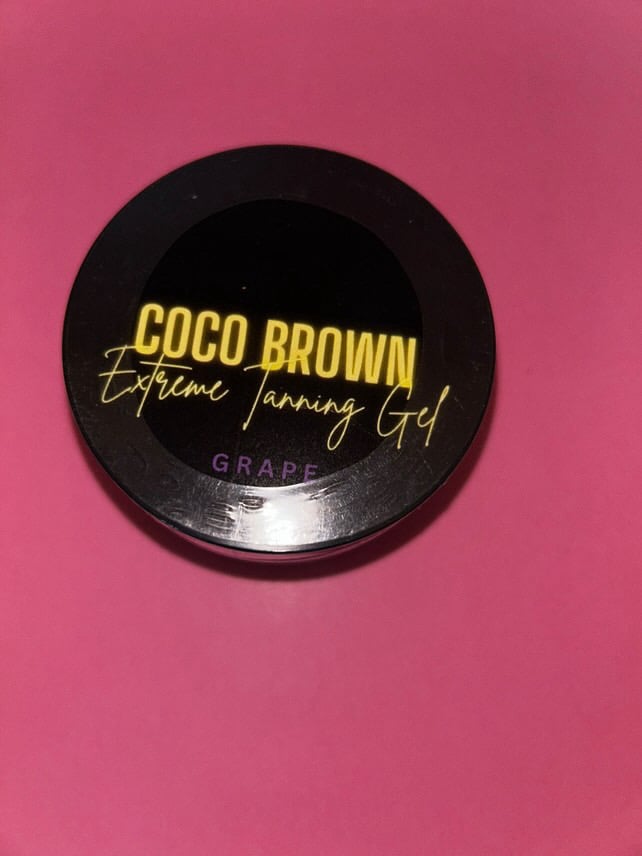 COCO BROWN
Extreme Tanning Gel
GRAPE